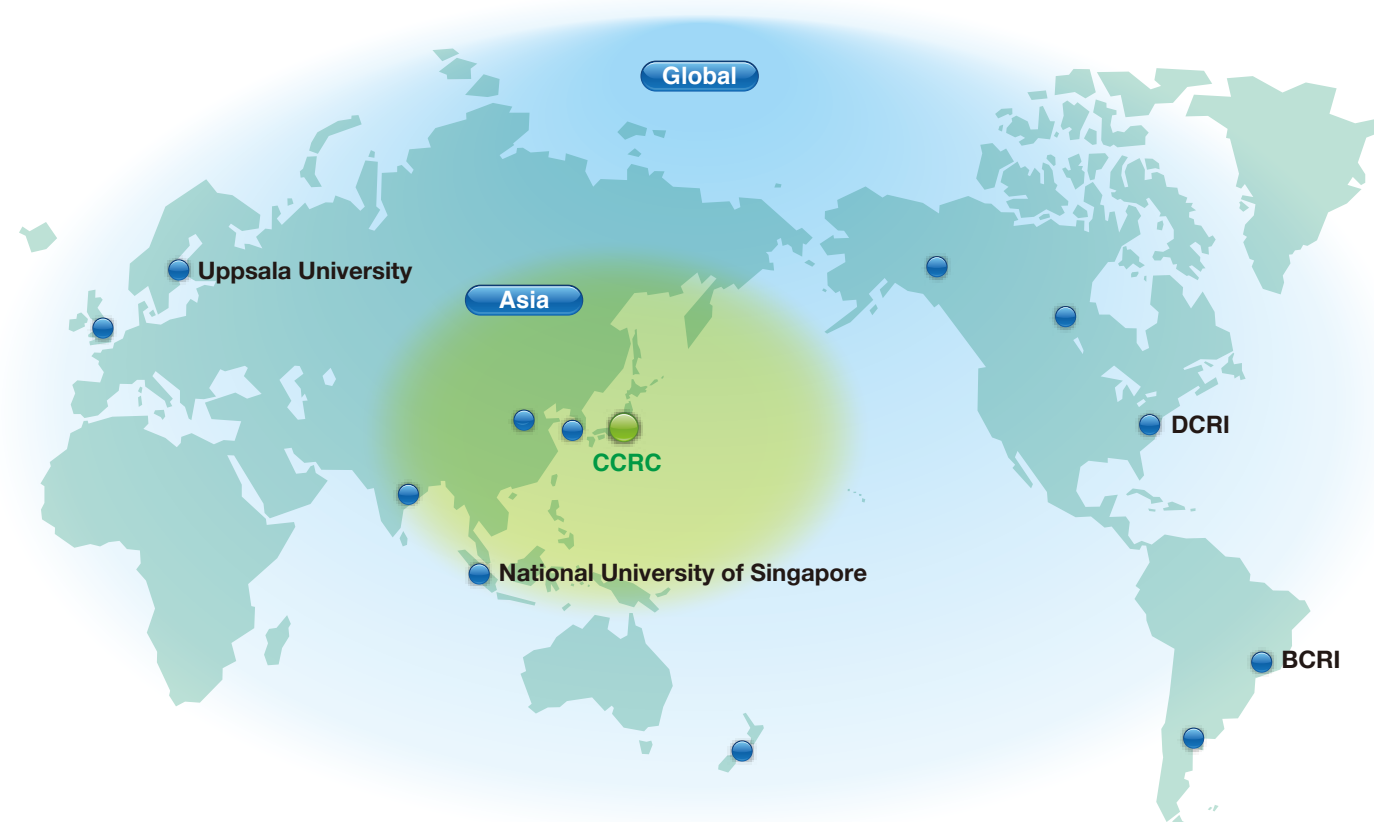 Global
Uppsala University
Asia
DCRI
CCRC
National University of Singapore
BCRI